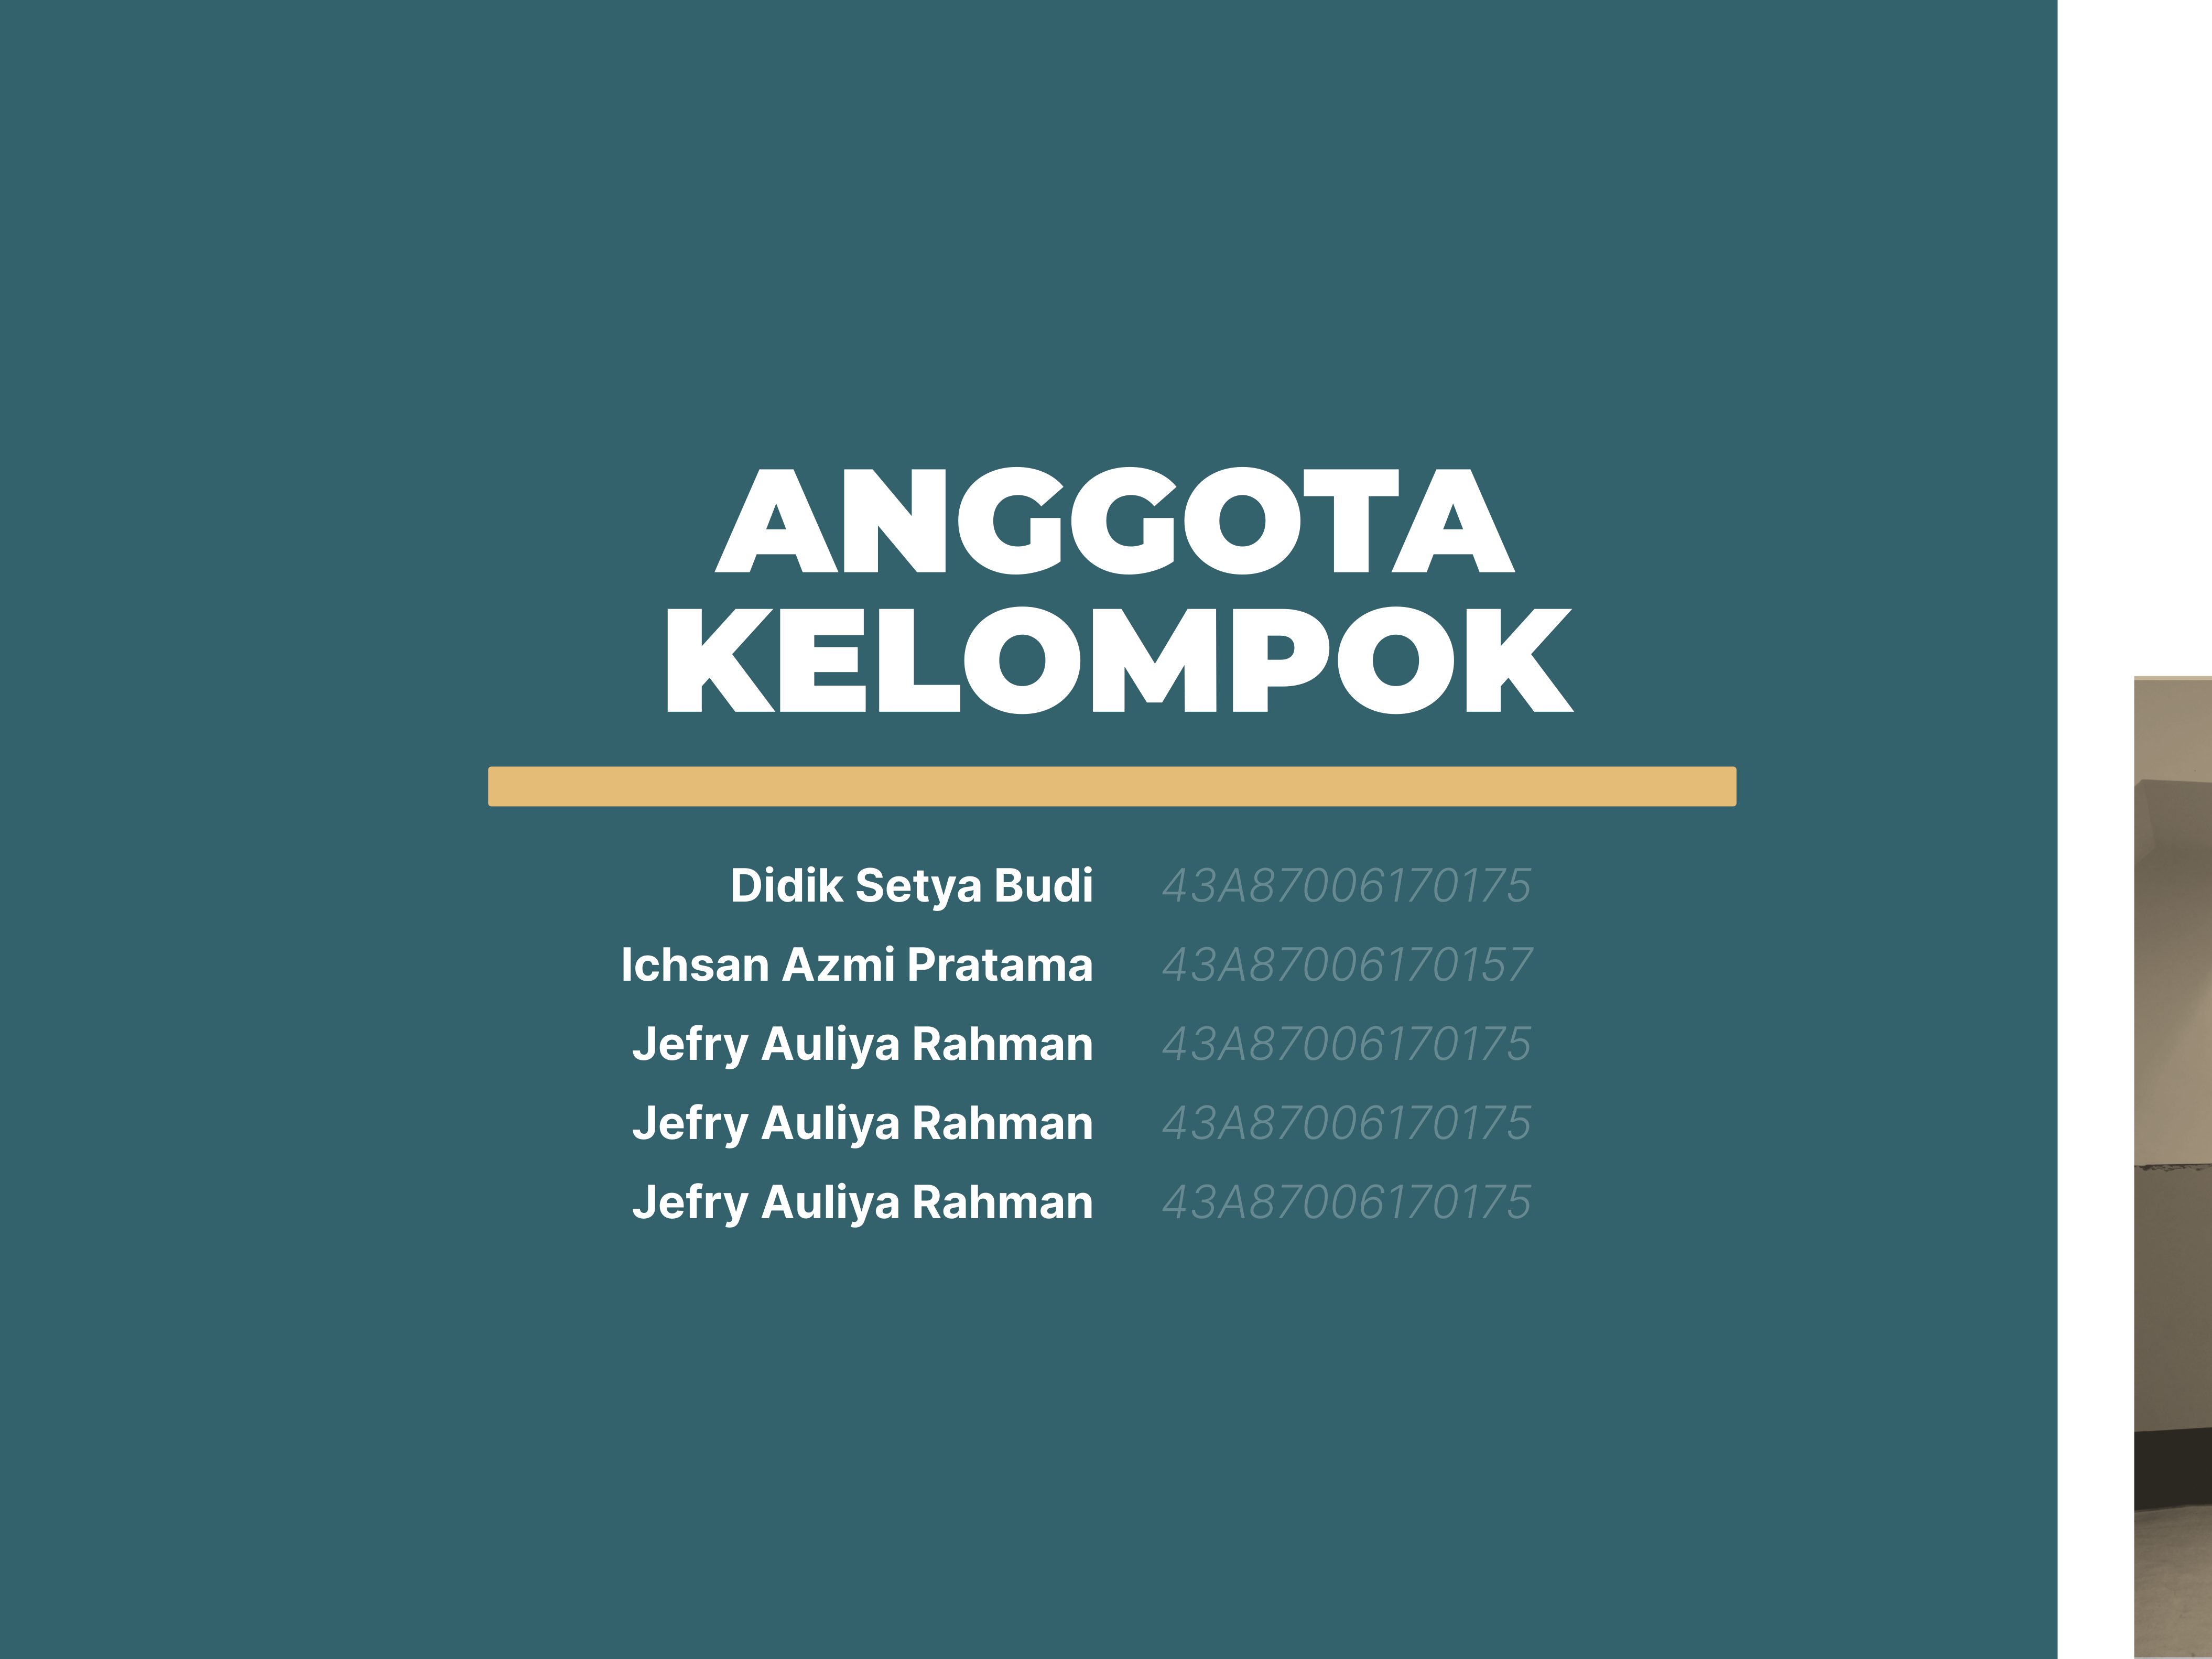 ANGGOTA
KELOMPOK
Didik Setya Budi 43A87006170175
Ichsan Azmi Pratama 43A87006170157
Jefry Auliya Rahman 43A87006170175
Jefry Auliya Rahman 43A87006170175
Jefry Auliya Rahman 43A87006170175